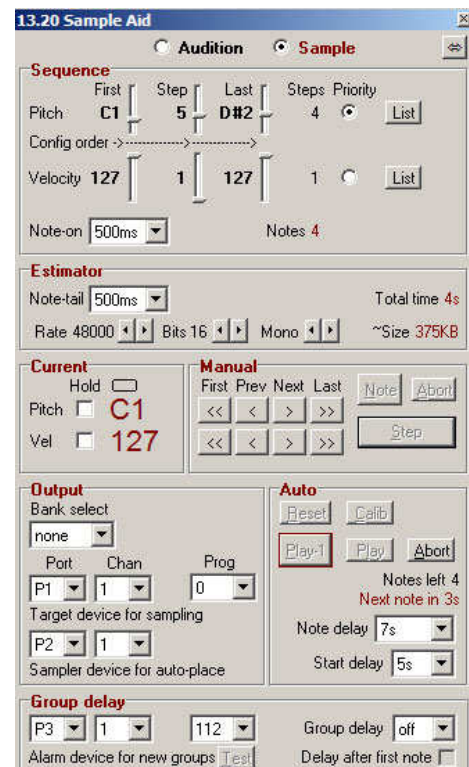 13.20 Sample Aid
Audition Sample
Sequence
First Step Last Steps Priority
Pitch C1 5 D#2 4 List
Config order -> ---------->---------->
Velocity 127 1 127 1 List
Note-on 500ms Notes 4
Estimator
Note-tail 500ms Total time 4s
Rate 48000 Bits 16 Mono ~Size 375KB
Current
Hold
Pitch C1
Vel 127
Manual
First Prev Next Last
<< < > >> Note Abort
<< < > >> Step
Output
Bank select
none
Port Chan Prog
P1 1 0
Target device for sampling
P2 1
Sampler device for auto-place
Auto
Reset Calib
Play-1 Play Abort
Notes left 4
Next note in 3s
Note delay 7s
Start delay 5s
Group delay
P3 1 112 Group delay off
Alarm device for new groups Test Delay after first note